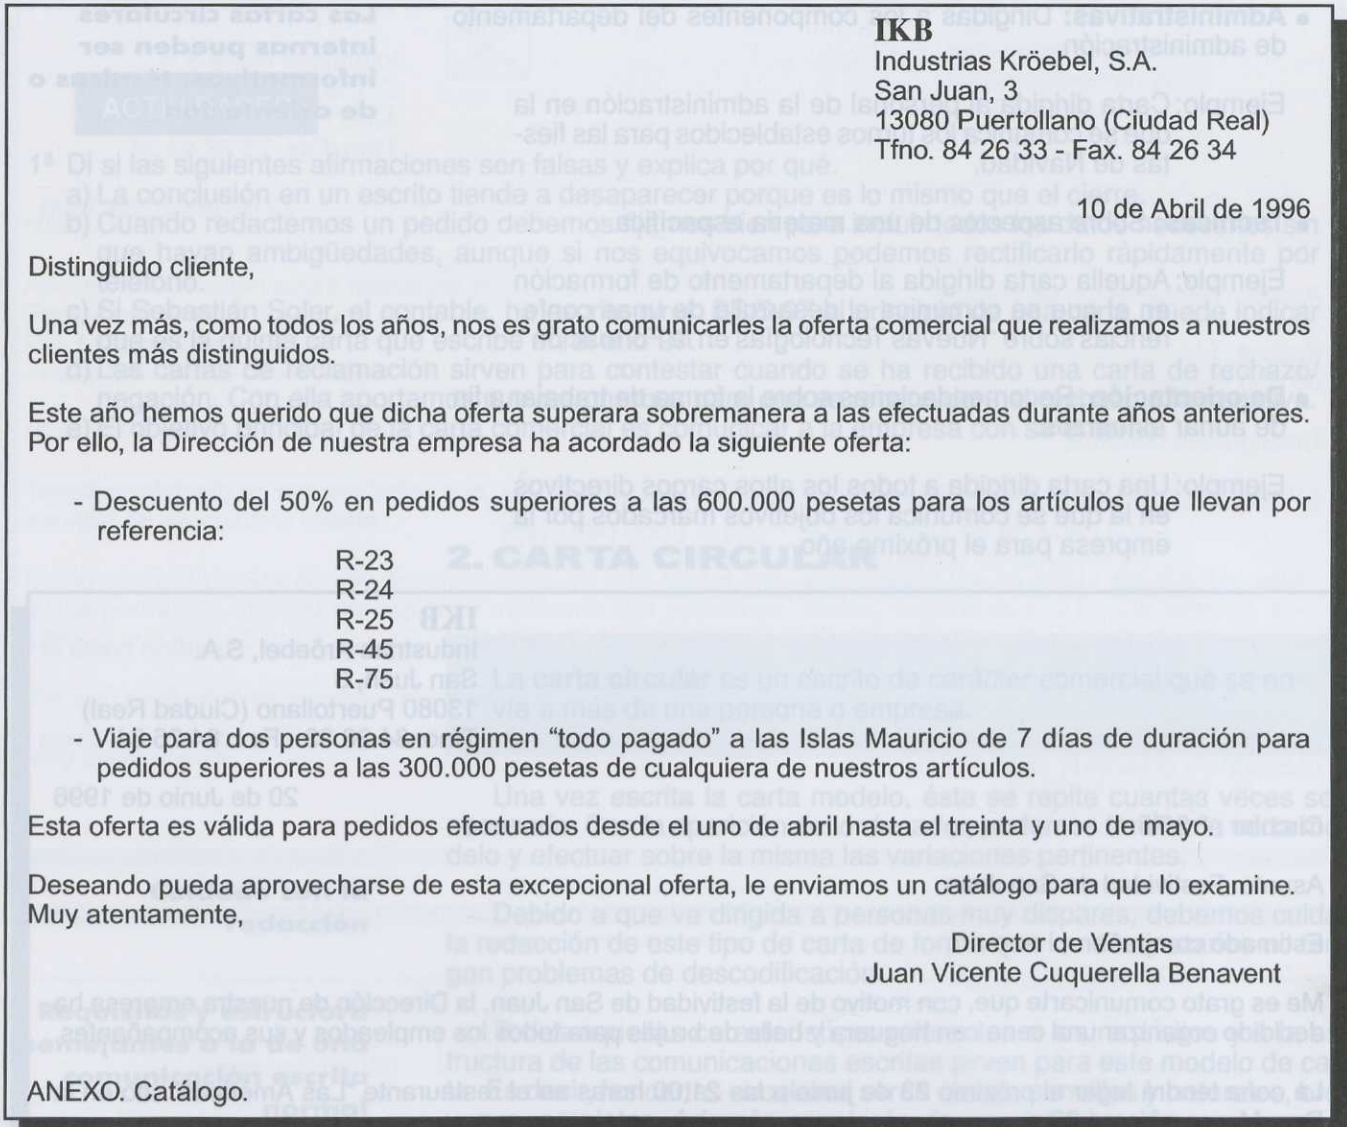 IKB
Industrias Kröebel, S.A.
San Juan, 3
13080 Puertollano (Ciudad Real)
Tfno. 84 26 33 - Fax. 84 26 34
10 de Abril de 1996
Distinguido cliente,
Una vez más, como todos los años, nos es grato comunicarles la oferta comercial que realizamos a nuestros
clientes más distinguidos.
Este año hemos querido que dicha oferta superara sobremanera a las efectuadas durante años anteriores.
Por ello, la Dirección de nuestra empresa ha acordado la siguiente oferta:
- Descuento del 50% en pedidos superiores a las 600.000 pesetas para los artículos que llevan por
referencia:
R-23
R-24
R-25
R-45
R-75
- Viaje para dos personas en régimen “todo pagado” a las Islas Mauricio de 7 días de duración para
pedidos superiores a las 300.000 pesetas de cualquiera de nuestros artículos.
Esta oferta es válida para pedidos efectuados desde el uno de abril hasta el treinta y uno de mayo.
Deseando pueda aprovecharse de esta excepcional oferta, le enviamos un catálogo para que lo examine.
Muy atentamente,
Director de Ventas
Juan Vicente Cuquerella Benavent
ANEXO. Catálogo.